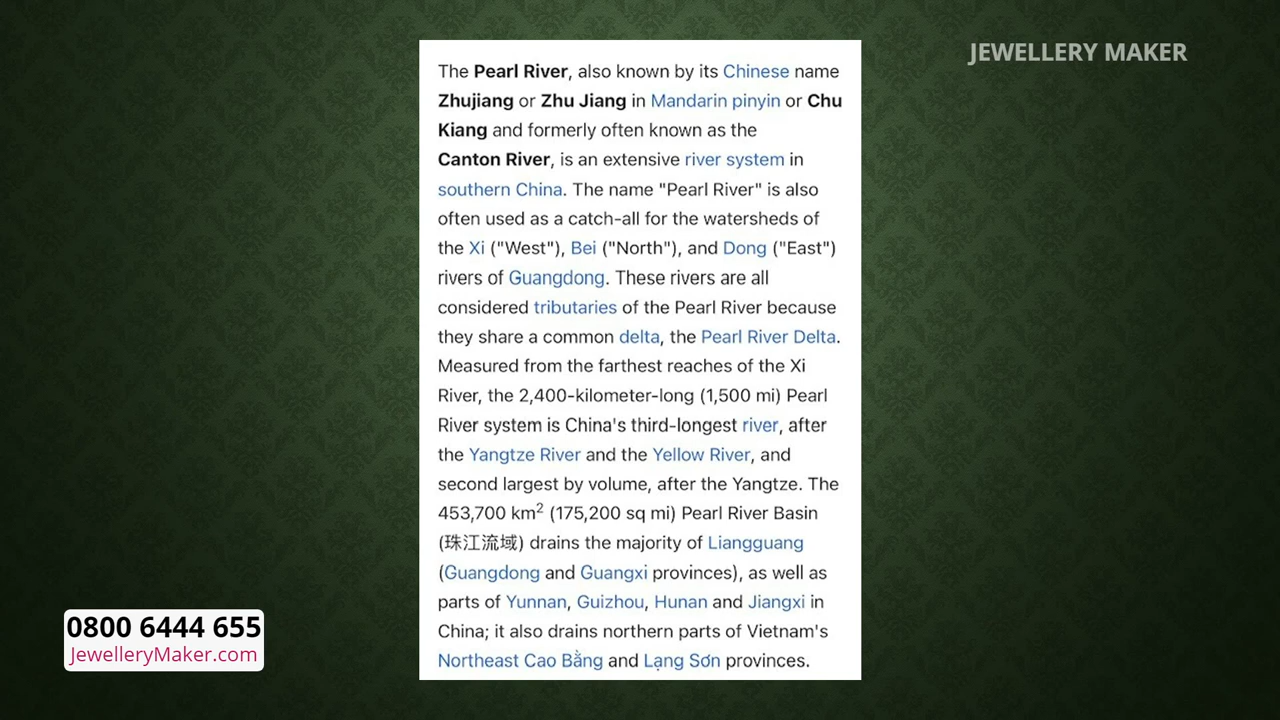 JEWELLERY MAKER
The Pearl River, also known by its Chinese name
Zhujiang or Zhu Jiang in Mandarin pinyin or Chu
Kiang and formerly often known as the
Canton River, is an extensive river system in
southern China. The name "Pearl River" is also
often used as a catch-all for the watersheds of
the Xi ("West"), Bei ("North"), and Dong ("East")
rivers of Guangdong. These rivers are all
considered tributaries of the Pearl River because
they share a common delta, the Pearl River Delta.
Measured from the farthest reaches of the Xi
River, the 2,400-kilometer-long (1,500 mi) Pearl
River system is China's third-longest river, after
the Yangtze River and the Yellow River, and
second largest by volume, after the Yangtze. The
453,700 km² (175,200 sq mi) Pearl River Basin
(珠江流域) drains the majority of Liangguang
(Guangdong and Guangxi provinces), as well as
parts of Yunnan, Guizhou, Hunan and Jiangxi in
China; it also drains northern parts of Vietnam's
Northeast Cao Bằng and Lạng Sơn provinces.
0800 6444 655
JewelleryMaker.com